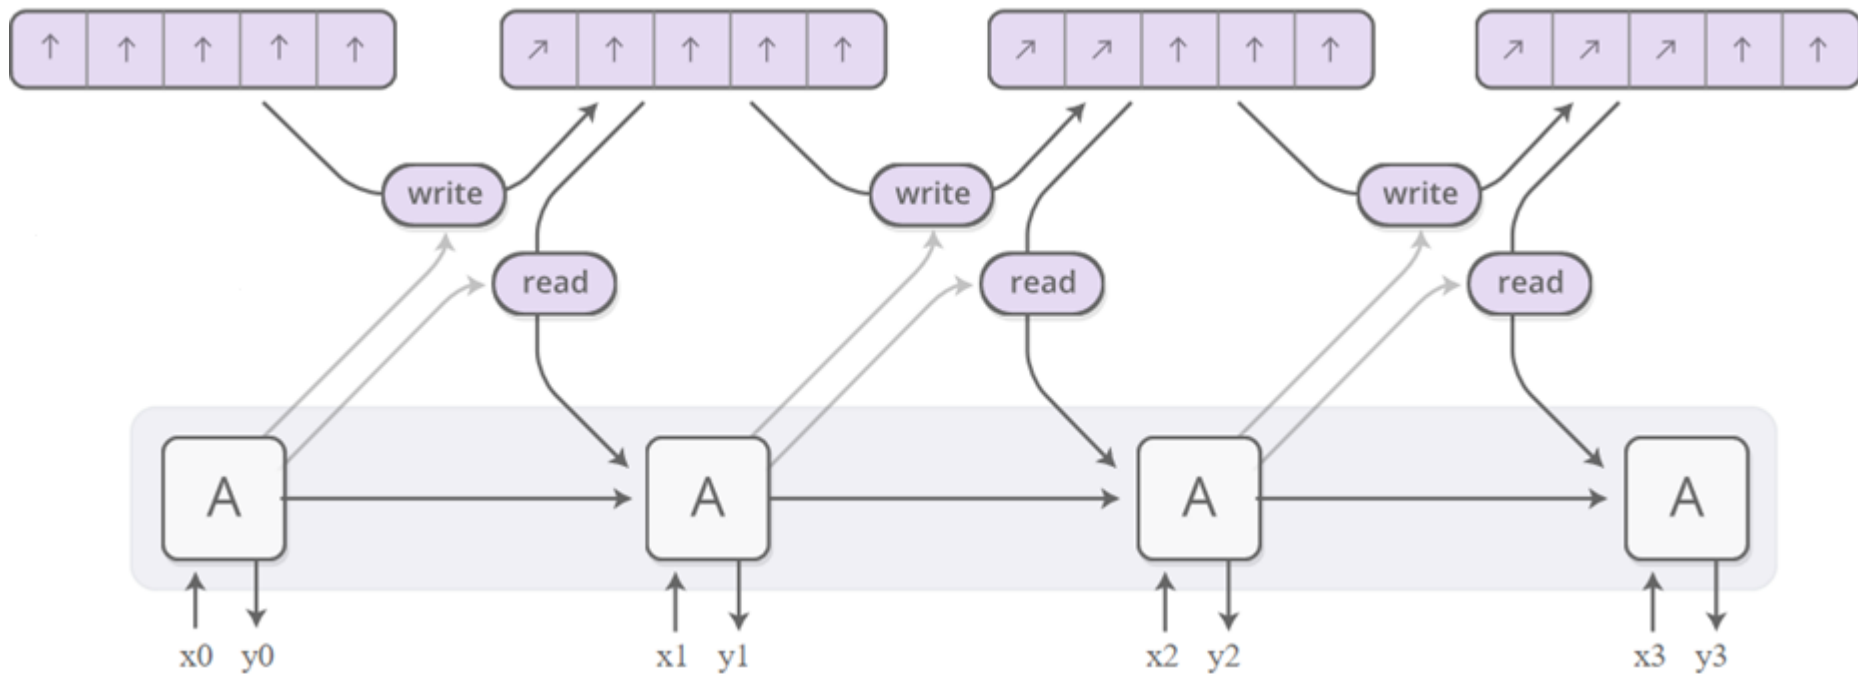 ↑ ↑ ↑ ↑ ↑ ↗ ↑ ↑ ↑ ↑ ↗ ↗ ↑ ↑ ↑ ↗ ↗ ↗ ↑ ↑
write write write
read read read
A A A A
x0 y0 x1 y1 x2 y2 x3 y3